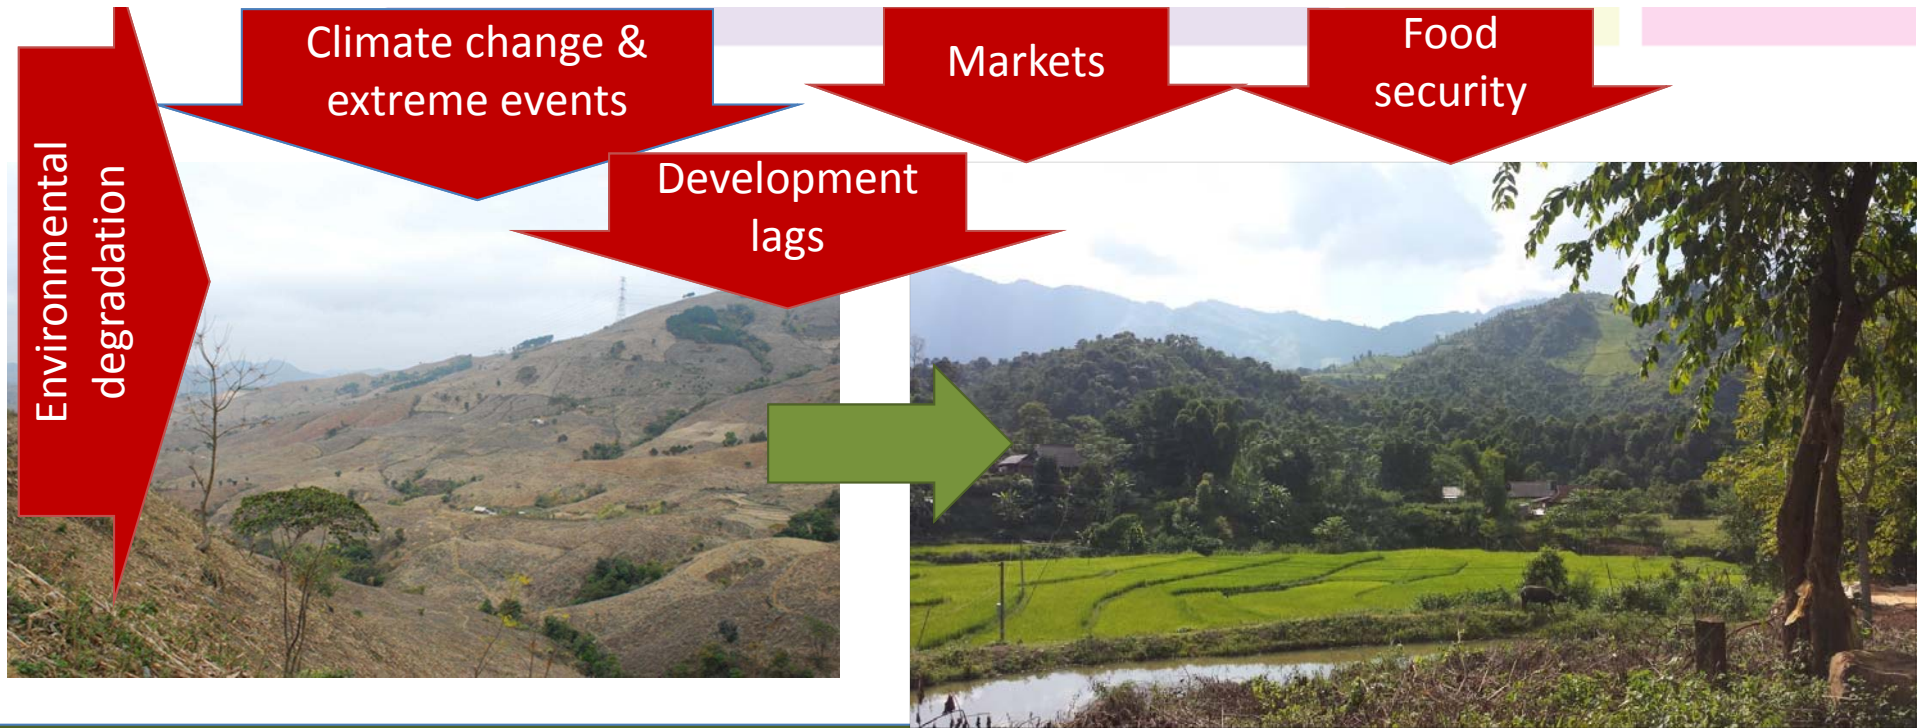 Environmental
degradation
Climate change &
extreme events
Development
lags
Markets
Food
security